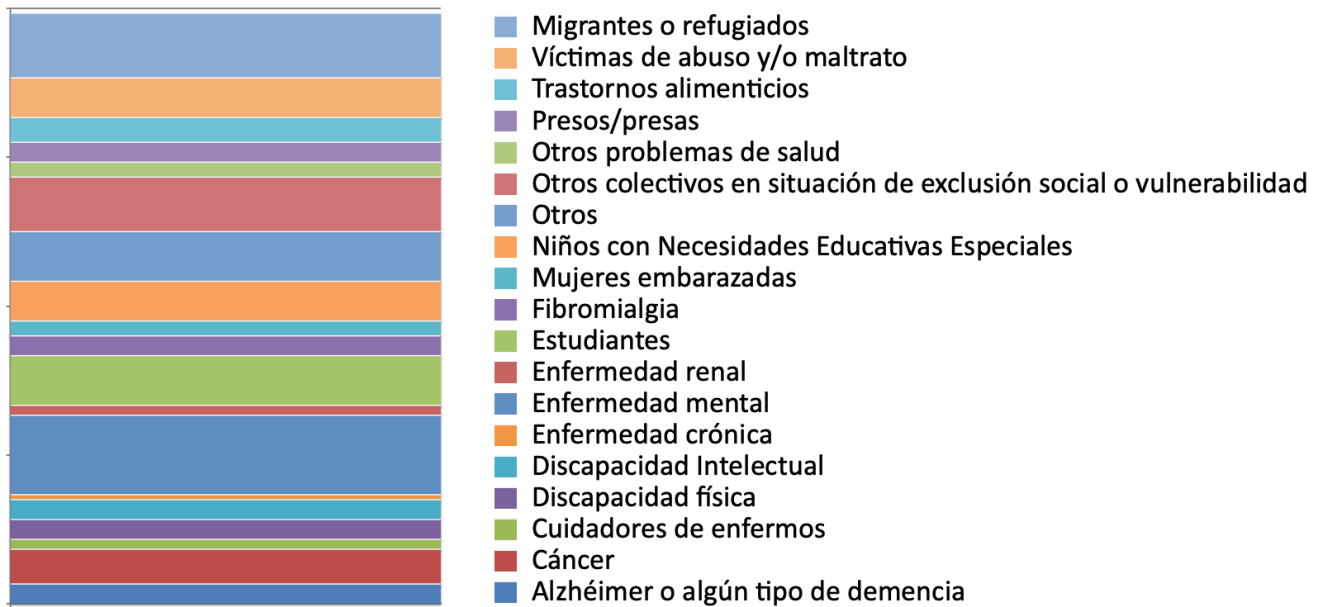 Migrantes o refugiados
Víctimas de abuso y/o maltrato
Trastornos alimenticios
Presos/presas
Otros problemas de salud
Otros colectivos en situación de exclusión social o vulnerabilidad
Otros
Niños con Necesidades Educativas Especiales
Mujeres embarazadas
Fibromialgia
Estudiantes
Enfermedad renal
Enfermedad mental
Enfermedad crónica
Discapacidad Intelectual
Discapacidad física
Cuidadores de enfermos
Cáncer
Alzhéimer o algún tipo de demencia